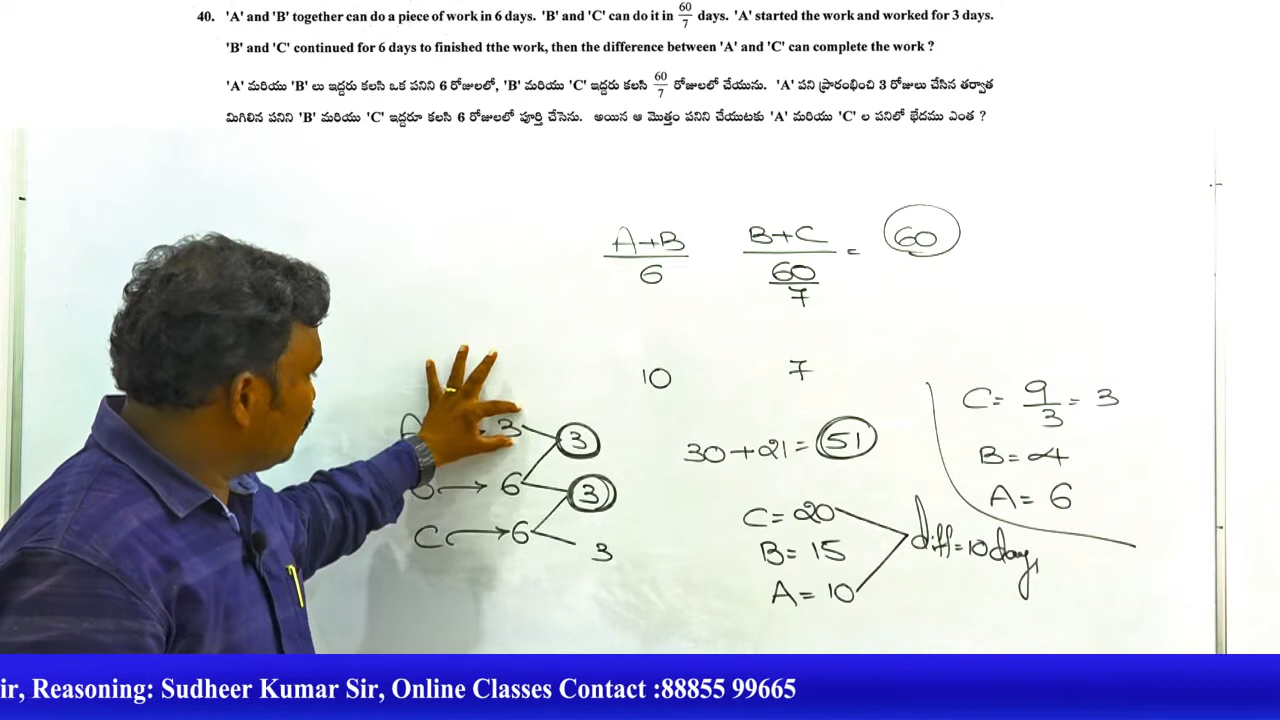 40. 'A' and 'B' together can do a piece of work in 6 days. 'B' and 'C' can do it in 60/7 days. 'A' started the work and worked for 3 days.
'B' and 'C' continued for 6 days to finished tthe work, then the difference between 'A' and 'C' can complete the work ?
'A' మరియు 'B' లు ఇద్దరు కలసి ఒక పనిని 6 రోజులలో, 'B' మరియు 'C' ఇద్దరు కలసి 60/7 రోజులలో చేయును. 'A' పని ప్రారంభించి 3 రోజులు చేసిన తర్వాత
మిగిలిన పనిని 'B' మరియు 'C' ఇద్దరూ కలసి 6 రోజులలో పూర్తి చేసెను. అయిన ఆ మొత్తం పనిని చేయుటకు 'A' మరియు 'C' ల పనిలో భేదము ఎంత ?
A+B/6 B+C/(60/7) = 60
10 7
C = 9/3 = 3
3 3
30+21 = 51
B = 4
6 3
A = 6
C → 6 3
C = 20
B = 15
A = 10
diff = 10 days
ir, Reasoning: Sudheer Kumar Sir, Online Classes Contact :88855 99665